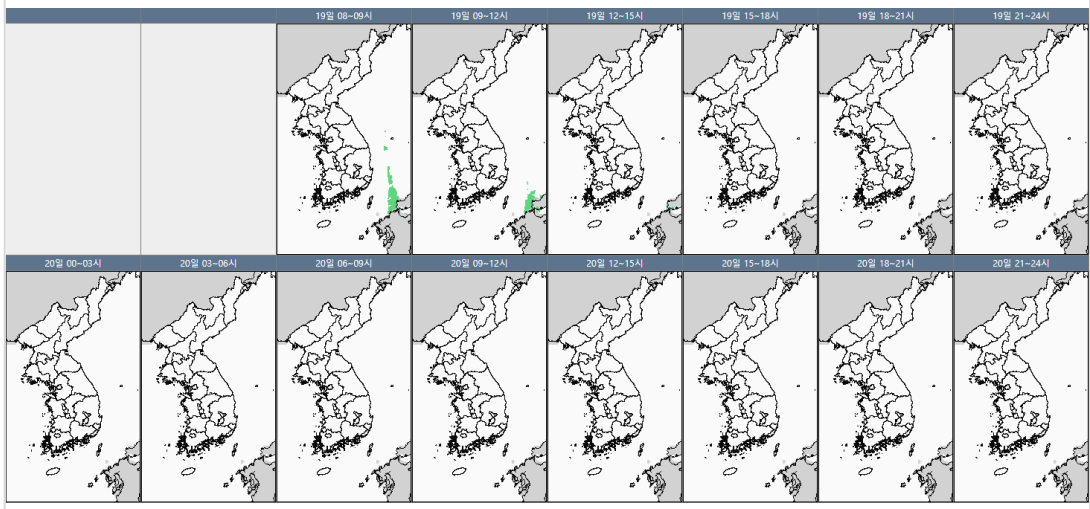 19일 08~09시
19일 09~12시
19일 12~15시
19일 15~18시
19일 18~21시
19일 21~24시
20일 00~03시
20일 03~06시
20일 06~09시
20일 09~12시
20일 12~15시
20일 15~18시
20일 18~21시
20일 21~24시